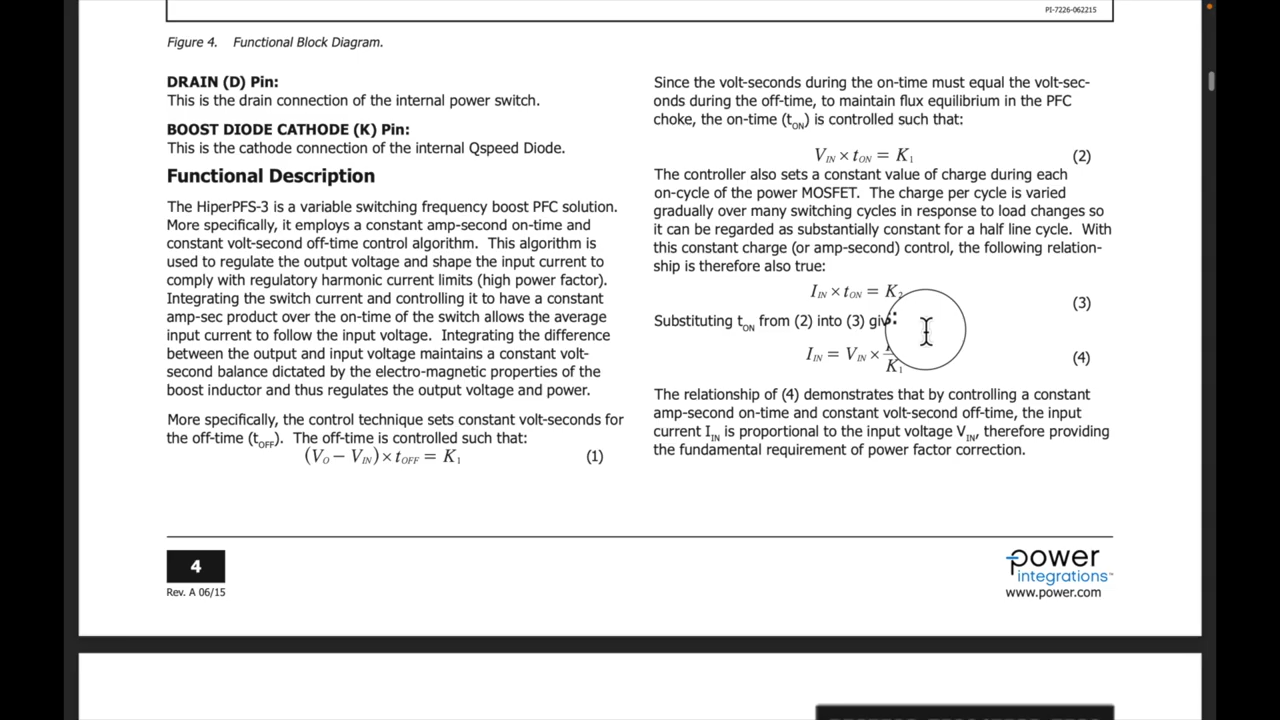 PI-7226-062215
Figure 4. Functional Block Diagram.
DRAIN (D) Pin:
This is the drain connection of the internal power switch.
BOOST DIODE CATHODE (K) Pin:
This is the cathode connection of the internal Qspeed Diode.
Functional Description
The HiperPFS-3 is a variable switching frequency boost PFC solution.
More specifically, it employs a constant amp-second on-time and
constant volt-second off-time control algorithm. This algorithm is
used to regulate the output voltage and shape the input current to
comply with regulatory harmonic current limits (high power factor).
Integrating the switch current and controlling it to have a constant
amp-sec product over the on-time of the switch allows the average
input current to follow the input voltage. Integrating the difference
between the output and input voltage maintains a constant volt-
second balance dictated by the electro-magnetic properties of the
boost inductor and thus regulates the output voltage and power.
More specifically, the control technique sets constant volt-seconds for
the off-time (tOFF). The off-time is controlled such that:
(VO − VIN) × tOFF = K1 (1)
Since the volt-seconds during the on-time must equal the volt-sec-
onds during the off-time, to maintain flux equilibrium in the PFC
choke, the on-time (tON) is controlled such that:
VIN × tON = K1 (2)
The controller also sets a constant value of charge during each
on-cycle of the power MOSFET. The charge per cycle is varied
gradually over many switching cycles in response to load changes so
it can be regarded as substantially constant for a half line cycle. With
this constant charge (or amp-second) control, the following relation-
ship is therefore also true:
IIN × tON = K2 (3)
Substituting tON from (2) into (3)
IIN = VIN × K1 (4)
The relationship of (4) demonstrates that by controlling a constant
amp-second on-time and constant volt-second off-time, the input
current IIN is proportional to the input voltage VIN, therefore providing
the fundamental requirement of power factor correction.
4
Rev. A 06/15
power
integrations™
www.power.com